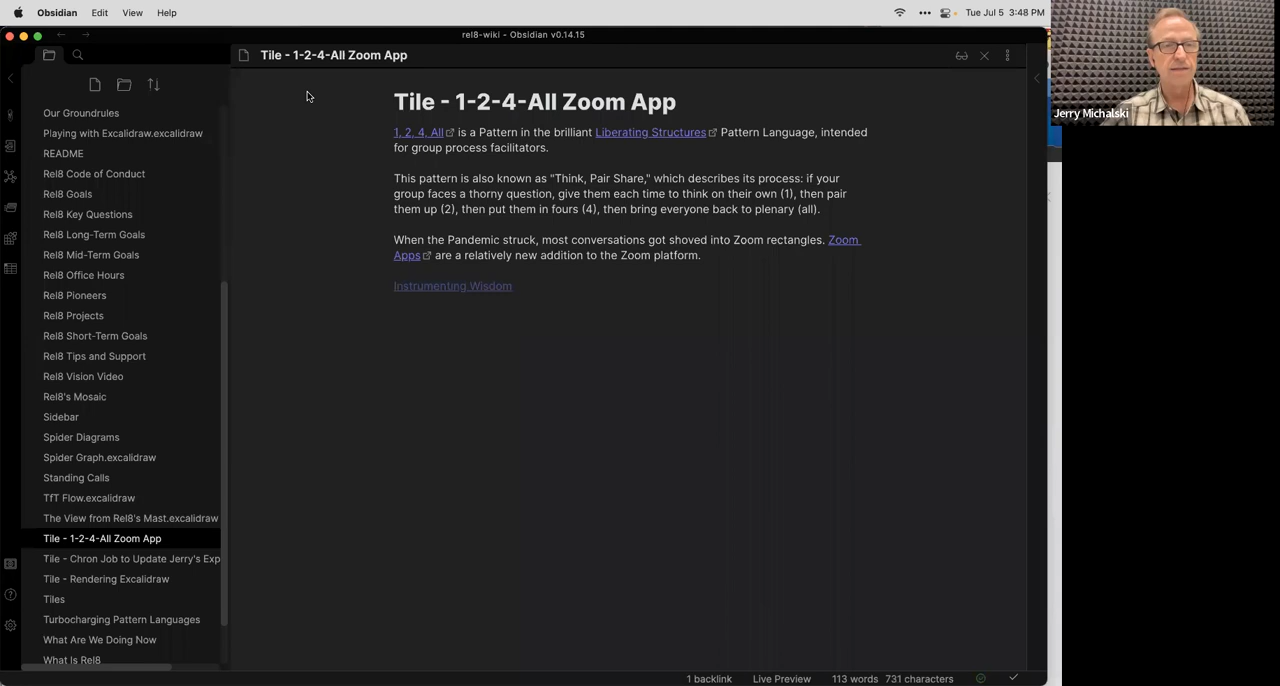 Obsidian Edit View Help
Tue Jul 5 3:48 PM
rel8-wiki - Obsidian v0.14.15
Tile - 1-2-4-All Zoom App
Jerry Michalski
Our Groundrules
Playing with Excalidraw.excalidraw
README
Rel8 Code of Conduct
Rel8 Goals
Rel8 Key Questions
Rel8 Long-Term Goals
Rel8 Mid-Term Goals
Rel8 Office Hours
Rel8 Pioneers
Rel8 Projects
Rel8 Short-Term Goals
Rel8 Tips and Support
Rel8 Vision Video
Rel8's Mosaic
Sidebar
Spider Diagrams
Spider Graph.excalidraw
Standing Calls
TfT Flow.excalidraw
The View from Rel8's Mast.excalidraw
Tile - 1-2-4-All Zoom App
Tile - Chron Job to Update Jerry's Exp
Tile - Rendering Excalidraw
Tiles
Turbocharging Pattern Languages
What Are We Doing Now
What Is Rel8
Tile - 1-2-4-All Zoom App
1, 2, 4, All is a Pattern in the brilliant Liberating Structures Pattern Language, intended
for group process facilitators.
This pattern is also known as "Think, Pair Share," which describes its process: if your
group faces a thorny question, give them each time to think on their own (1), then pair
them up (2), then put them in fours (4), then bring everyone back to plenary (all).
When the Pandemic struck, most conversations got shoved into Zoom rectangles. Zoom
Apps are a relatively new addition to the Zoom platform.
Instrumenting Wisdom
1 backlink Live Preview 113 words 731 characters